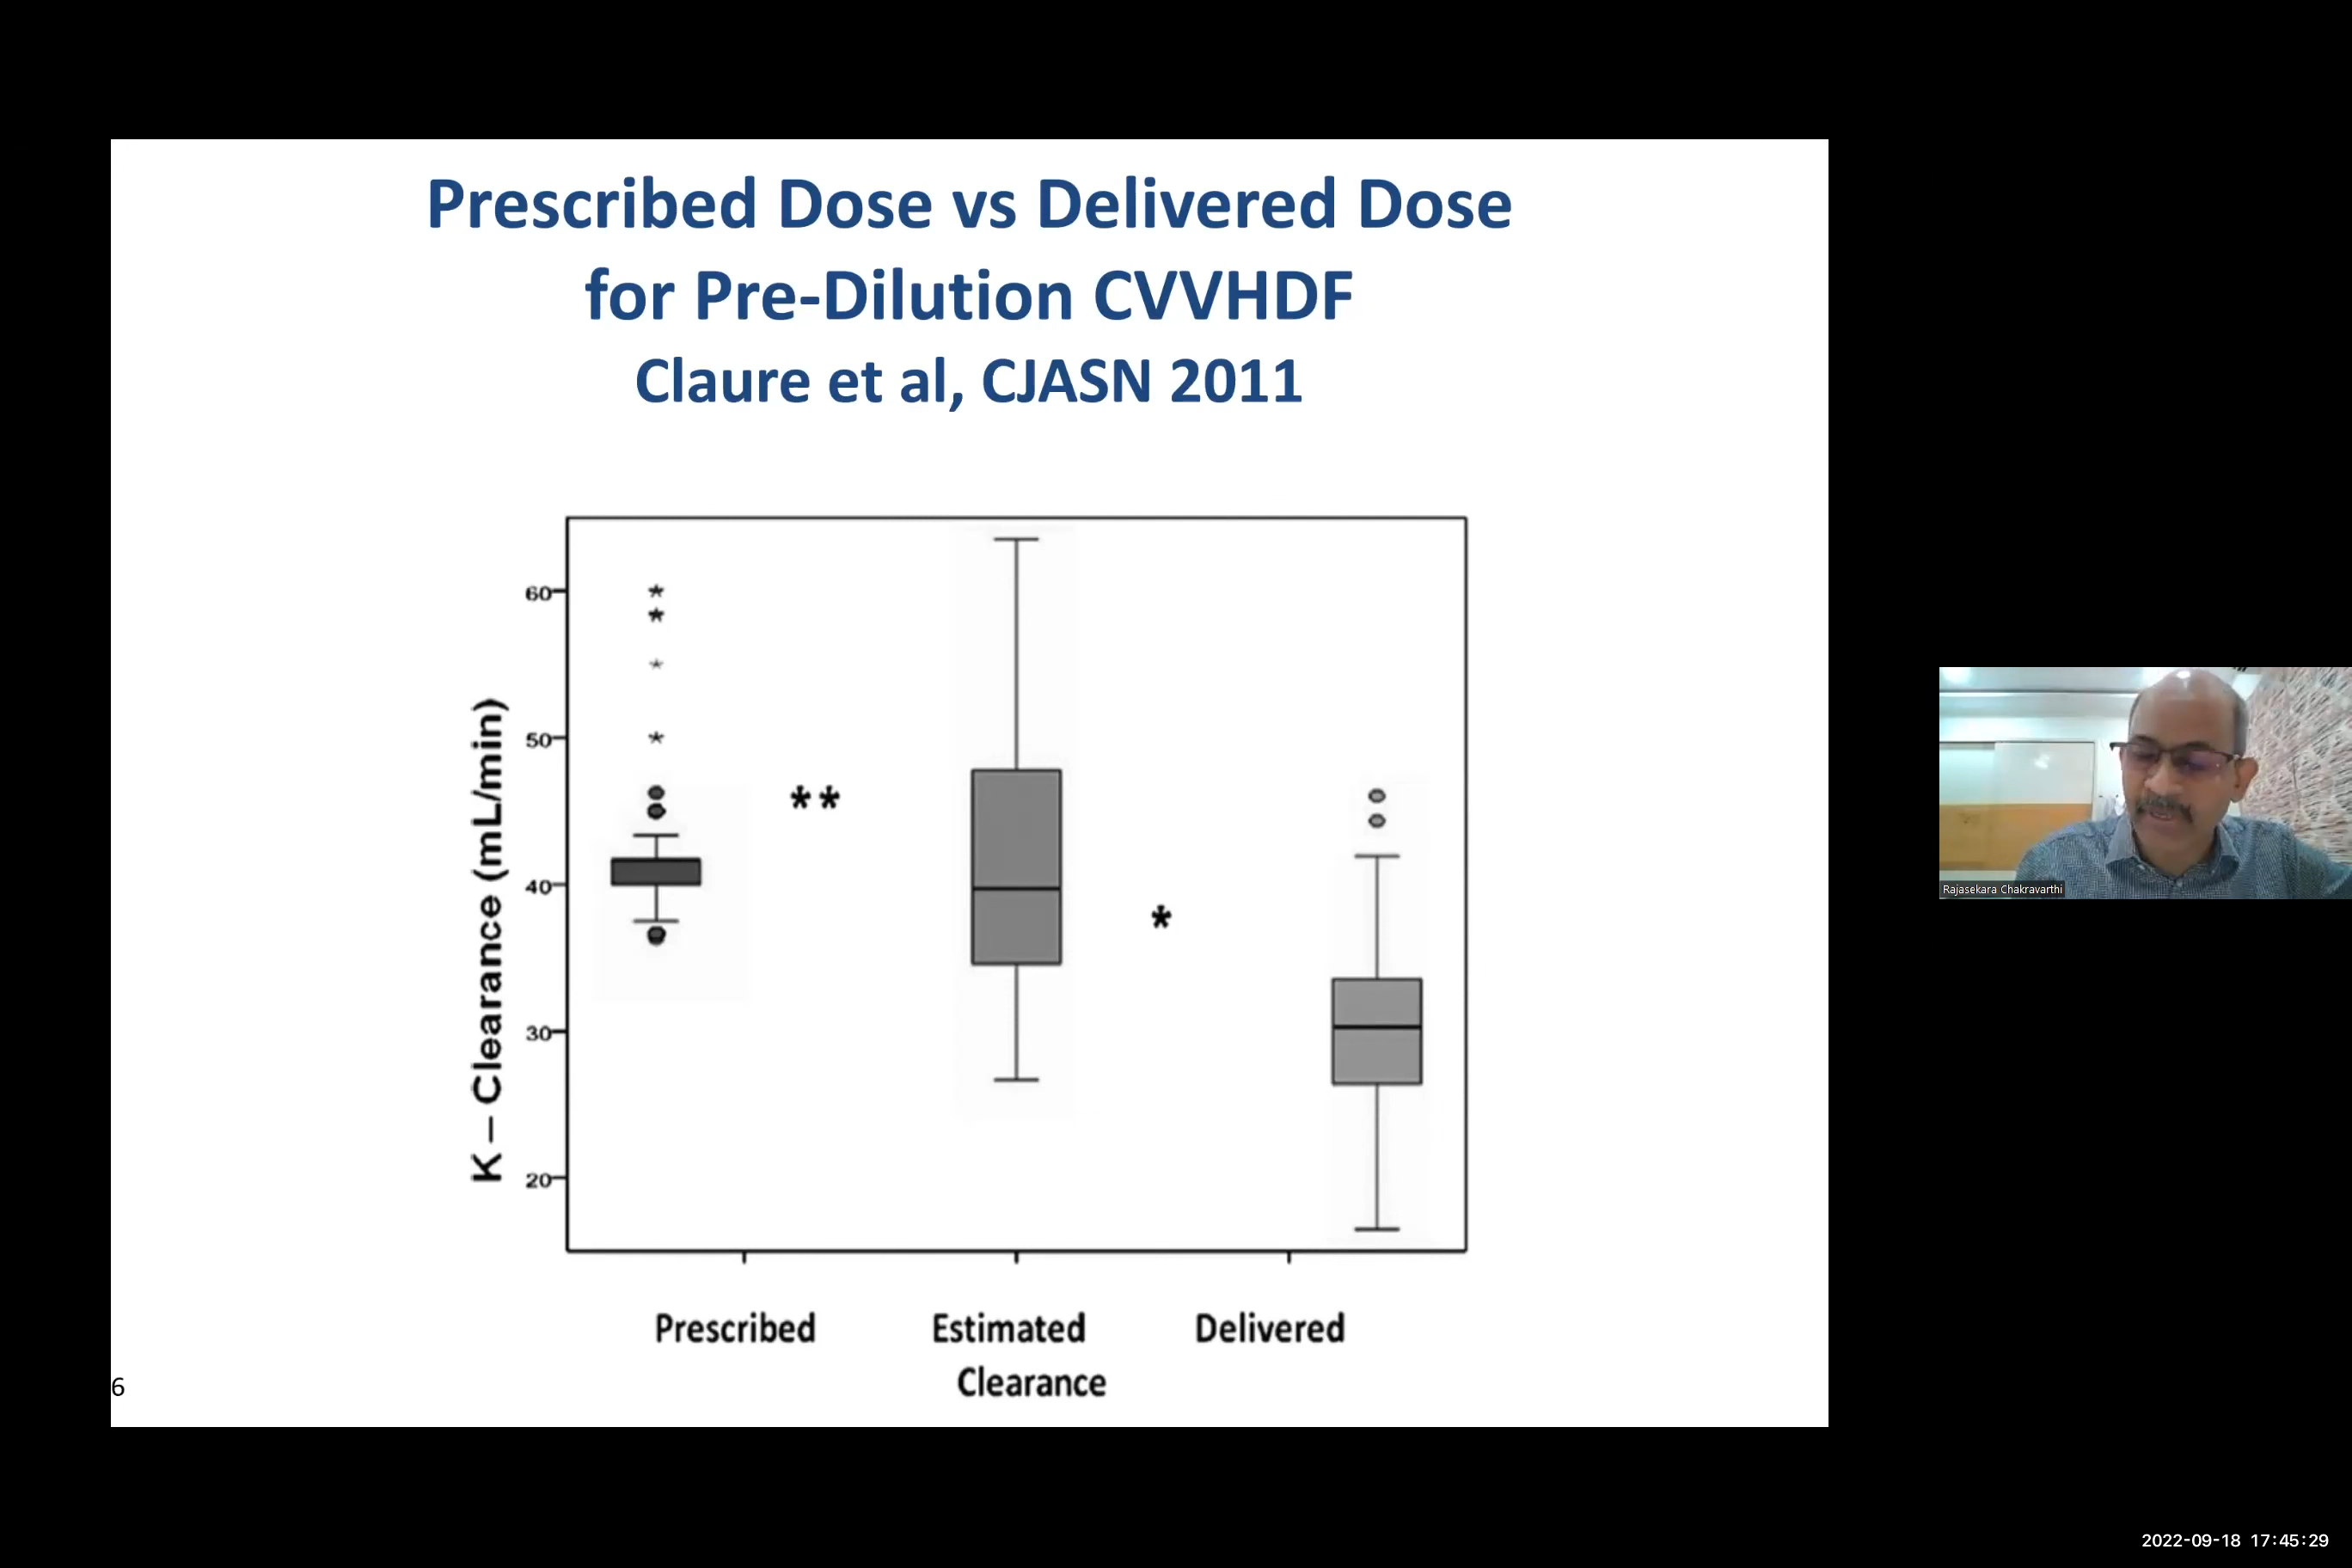 Prescribed Dose vs Delivered Dose
for Pre-Dilution CVVHDF
Claure et al, CJASN 2011
K – Clearance (mL/min)
60
50
40
30
20
*
*
*
*
**
*
Prescribed Estimated Delivered
Clearance
6
Rajasekara Chakravarthi
2022-09-18 17:45:29